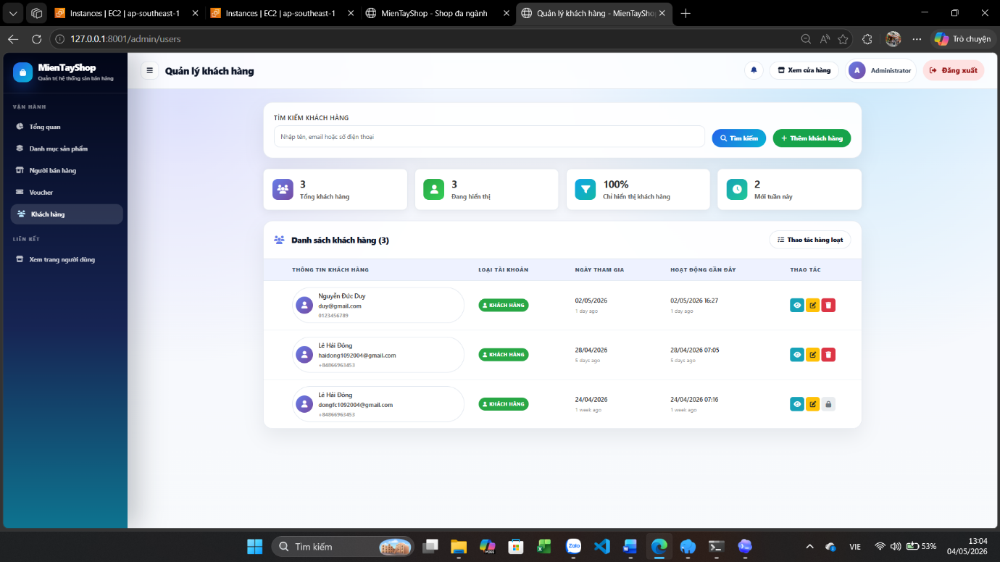 Instances | EC2 | ap-southeast-1
Instances | EC2 | ap-southeast-1
MienTayShop - Shop đa ngành
Quản lý khách hàng - MienTaySho
127.0.0.1:8001/admin/users
Trò chuyện
MienTayShop
Quản trị hệ thống sàn bán hàng
Quản lý khách hàng
Xem cửa hàng
A
Administrator
Đăng xuất
VẬN HÀNH
Tổng quan
Danh mục sản phẩm
Người bán hàng
Voucher
Khách hàng
LIÊN KẾT
Xem trang người dùng
TÌM KIẾM KHÁCH HÀNG
Nhập tên, email hoặc số điện thoại
Tìm kiếm
Thêm khách hàng
3
Tổng khách hàng
3
Đang hiển thị
100%
Chỉ hiển thị khách hàng
2
Mới tuần này
Danh sách khách hàng (3)
Thao tác hàng loạt
THÔNG TIN KHÁCH HÀNG LOẠI TÀI KHOẢN NGÀY THAM GIA HOẠT ĐỘNG GẦN ĐÂY THAO TÁC
Nguyễn Đức Duy
duy@gmail.com
0123456789
KHÁCH HÀNG
02/05/2026
1 day ago
02/05/2026 16:27
1 day ago
Lê Hải Đông
haidong1092004@gmail.com
+84866963453
KHÁCH HÀNG
28/04/2026
5 days ago
28/04/2026 07:05
5 days ago
Lê Hải Đông
dongfc1092004@gmail.com
+84866963453
KHÁCH HÀNG
24/04/2026
1 week ago
24/04/2026 07:16
1 week ago
Tìm kiếm
Zalo
VIE
53%
13:04
04/05/2026